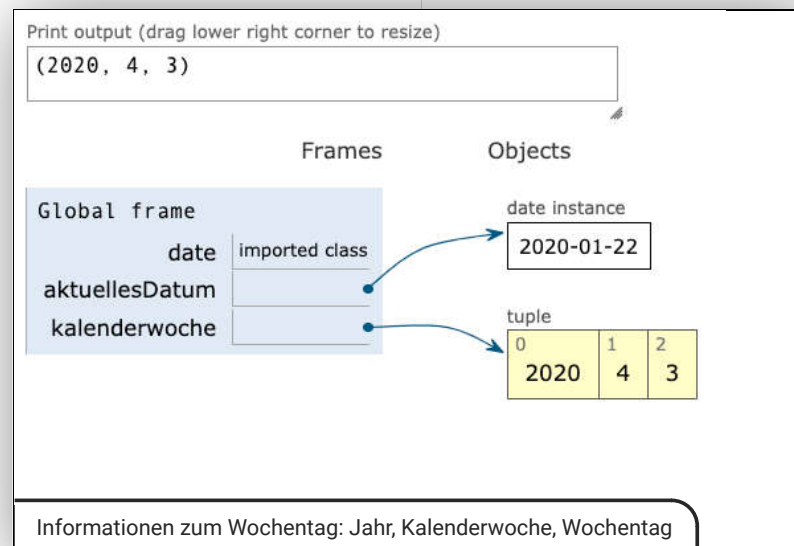 Print output (drag lower right corner to resize)
(2020, 4, 3)
Frames Objects
Global frame
date imported class
aktuellesDatum
kalenderwoche
date instance
2020-01-22
tuple
0 1 2
2020 4 3
Informationen zum Wochentag: Jahr, Kalenderwoche, Wochentag